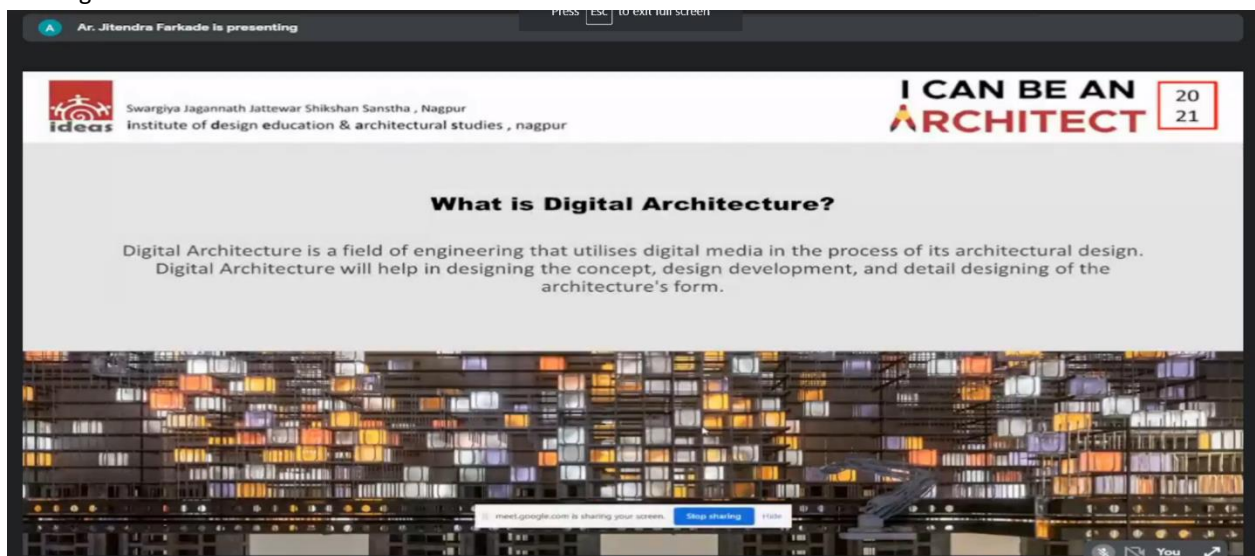 Press Esc to exit full screen
A Ar. Jitendra Farkade is presenting
ideas
Swargiya Jagannath Jattewar Shikshan Sanstha , Nagpur
institute of design education & architectural studies , nagpur
I CAN BE AN
ARCHITECT
20
21
What is Digital Architecture?
Digital Architecture is a field of engineering that utilises digital media in the process of its architectural design.
Digital Architecture will help in designing the concept, design development, and detail designing of the
architecture's form.
meet.google.com is sharing your screen. Stop sharing Hide
You